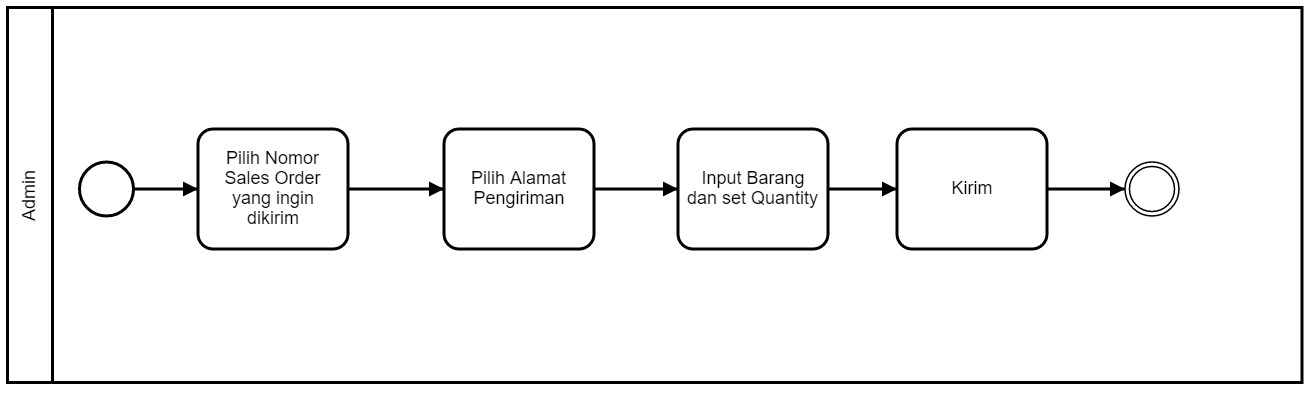 Admin
Pilih Nomor
Sales Order
yang ingin
dikirim
Pilih Alamat
Pengiriman
Input Barang
dan set Quantity
Kirim